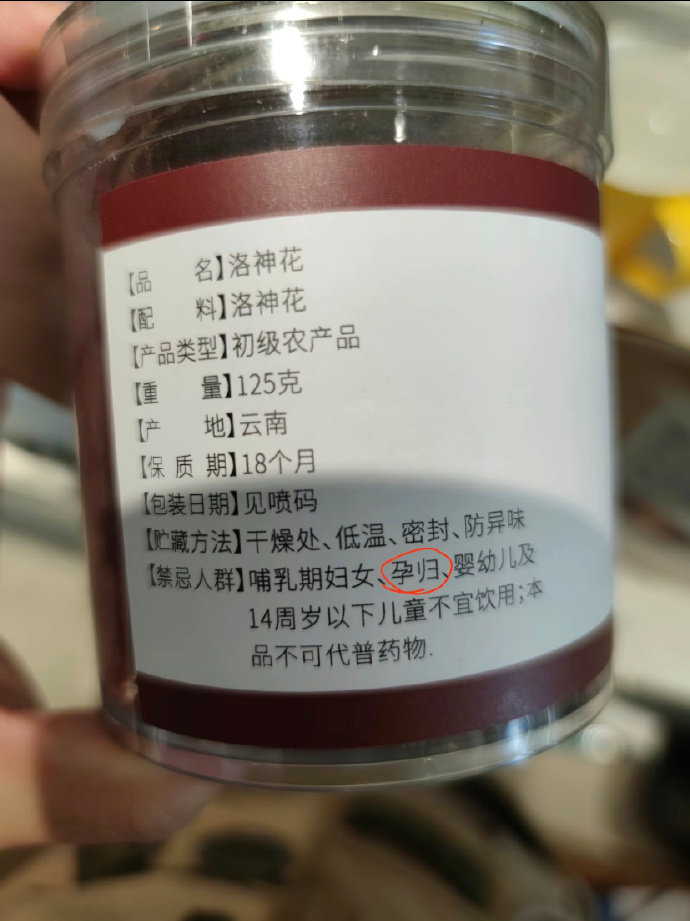 【品 名】洛神花
【配 料】洛神花
【产品类型】初级农产品
【重 量】125克
【产 地】云南
【保 质 期】18个月
【包装日期】见喷码
【贮藏方法】干燥处、低温、密封、防异味
【禁忌人群】哺乳期妇女、孕归、婴幼儿及
14周岁以下儿童不宜饮用;本
品不可代普药物.